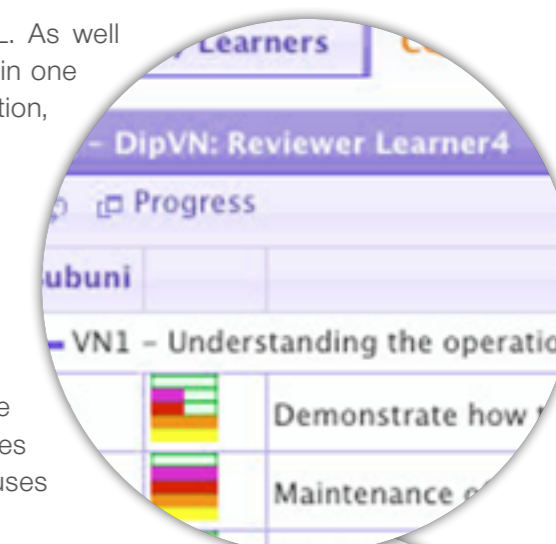 L. As well
in one
tion,
Learners
– DipVN: Reviewer Learner4
Progress
ubuni
VN1 – Understanding the operatio
Demonstrate how
e
es
uses
Maintenance